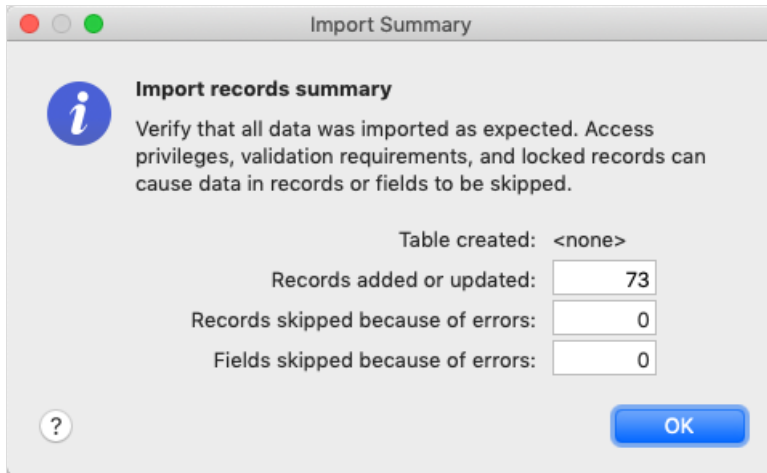 Import Summary
Import records summary
Verify that all data was imported as expected. Access
privileges, validation requirements, and locked records can
cause data in records or fields to be skipped.
Table created: <none>
Records added or updated: 73
Records skipped because of errors: 0
Fields skipped because of errors: 0
? OK